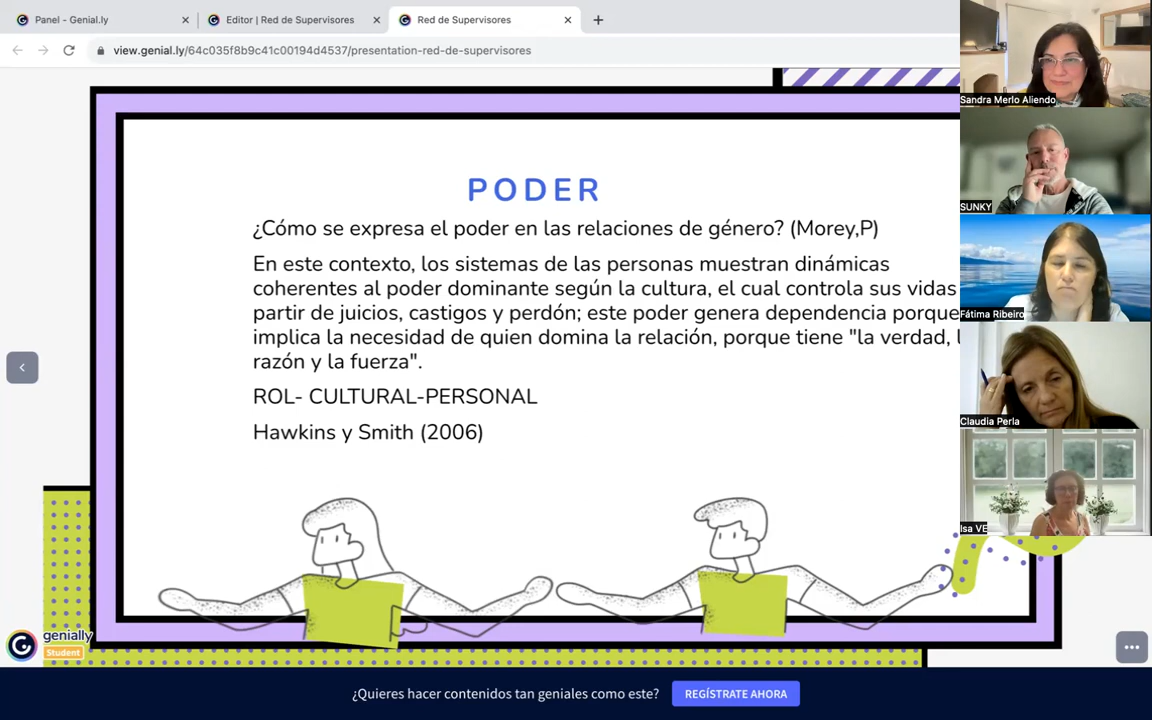 Panel - Genial.ly
Editor | Red de Supervisores
Red de Supervisores
view.genial.ly/64c035f8b9c41c00194d4537/presentation-red-de-supervisores
PODER
¿Cómo se expresa el poder en las relaciones de género? (Morey,P)
En este contexto, los sistemas de las personas muestran dinámicas
coherentes al poder dominante según la cultura, el cual controla sus vidas
partir de juicios, castigos y perdón; este poder genera dependencia porque
implica la necesidad de quien domina la relación, porque tiene "la verdad,
razón y la fuerza".
ROL- CULTURAL-PERSONAL
Hawkins y Smith (2006)
Sandra Merlo Aliendo
SUNKY
Fátima Ribeiro
Claudia Perla
Isa VE
genially
Student
¿Quieres hacer contenidos tan geniales como este?
REGÍSTRATE AHORA